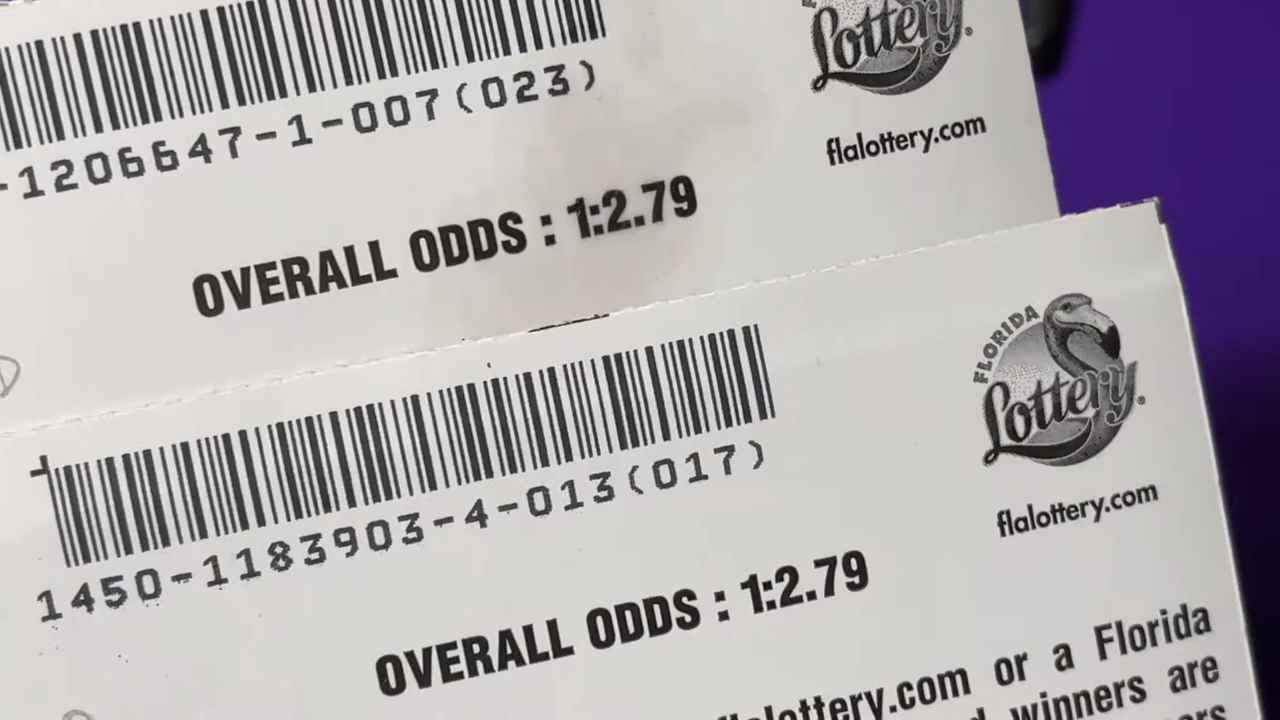 Lottery
-1206647-1-007(023)
flalottery.com
OVERALL ODDS : 1:2.79
FLORIDA
Lottery
1450-1183903-4-013(017)
flalottery.com
OVERALL ODDS : 1:2.79
flalottery.com or a Florida
winners are